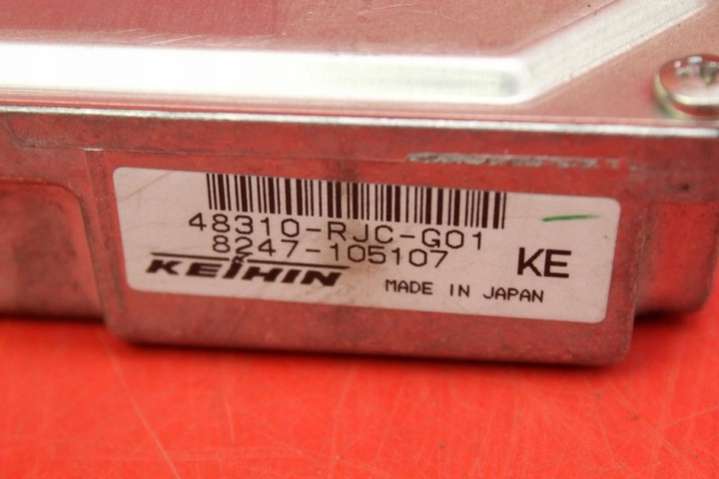 48310-RJC-G01
8247-105107
KEIHIN
KE
MADE IN JAPAN